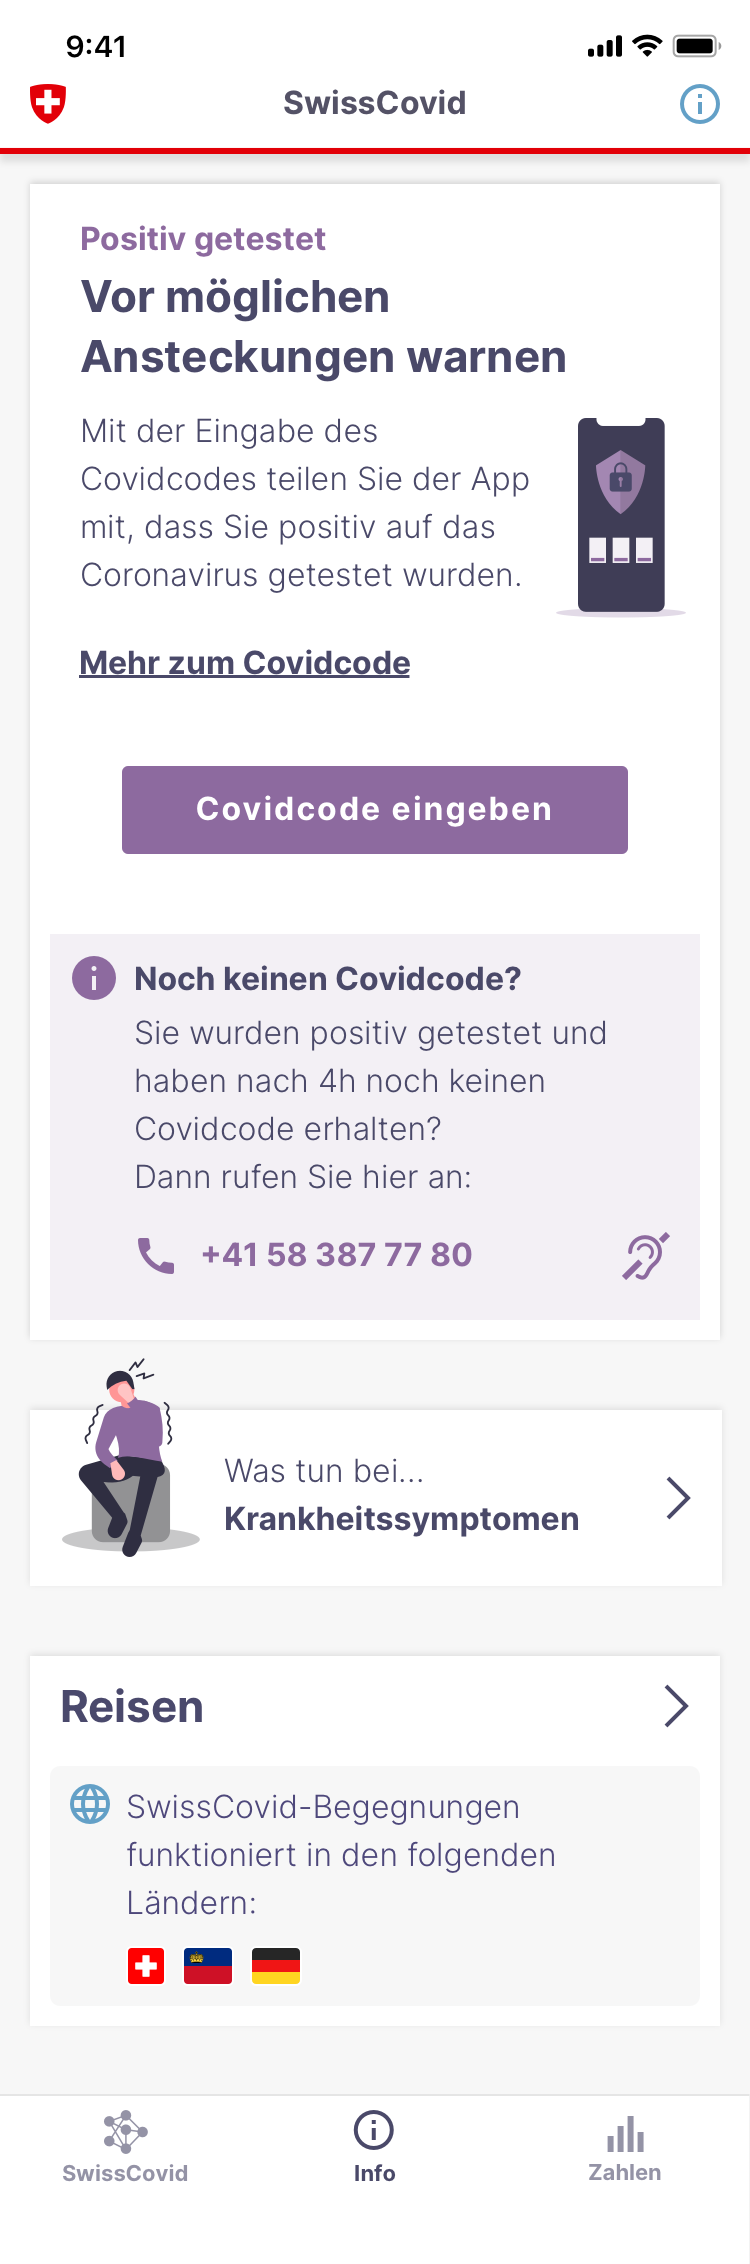 9:41
SwissCovid
Positiv getestet
Vor möglichen
Ansteckungen warnen
Mit der Eingabe des
Covidcodes teilen Sie der App
mit, dass Sie positiv auf das
Coronavirus getestet wurden.
Mehr zum Covidcode
Covidcode eingeben
Noch keinen Covidcode?
Sie wurden positiv getestet und
haben nach 4h noch keinen
Covidcode erhalten?
Dann rufen Sie hier an:
+41 58 387 77 80
Was tun bei...
Krankheitssymptomen
Reisen
SwissCovid-Begegnungen
funktioniert in den folgenden
Ländern:
SwissCovid
Info
Zahlen